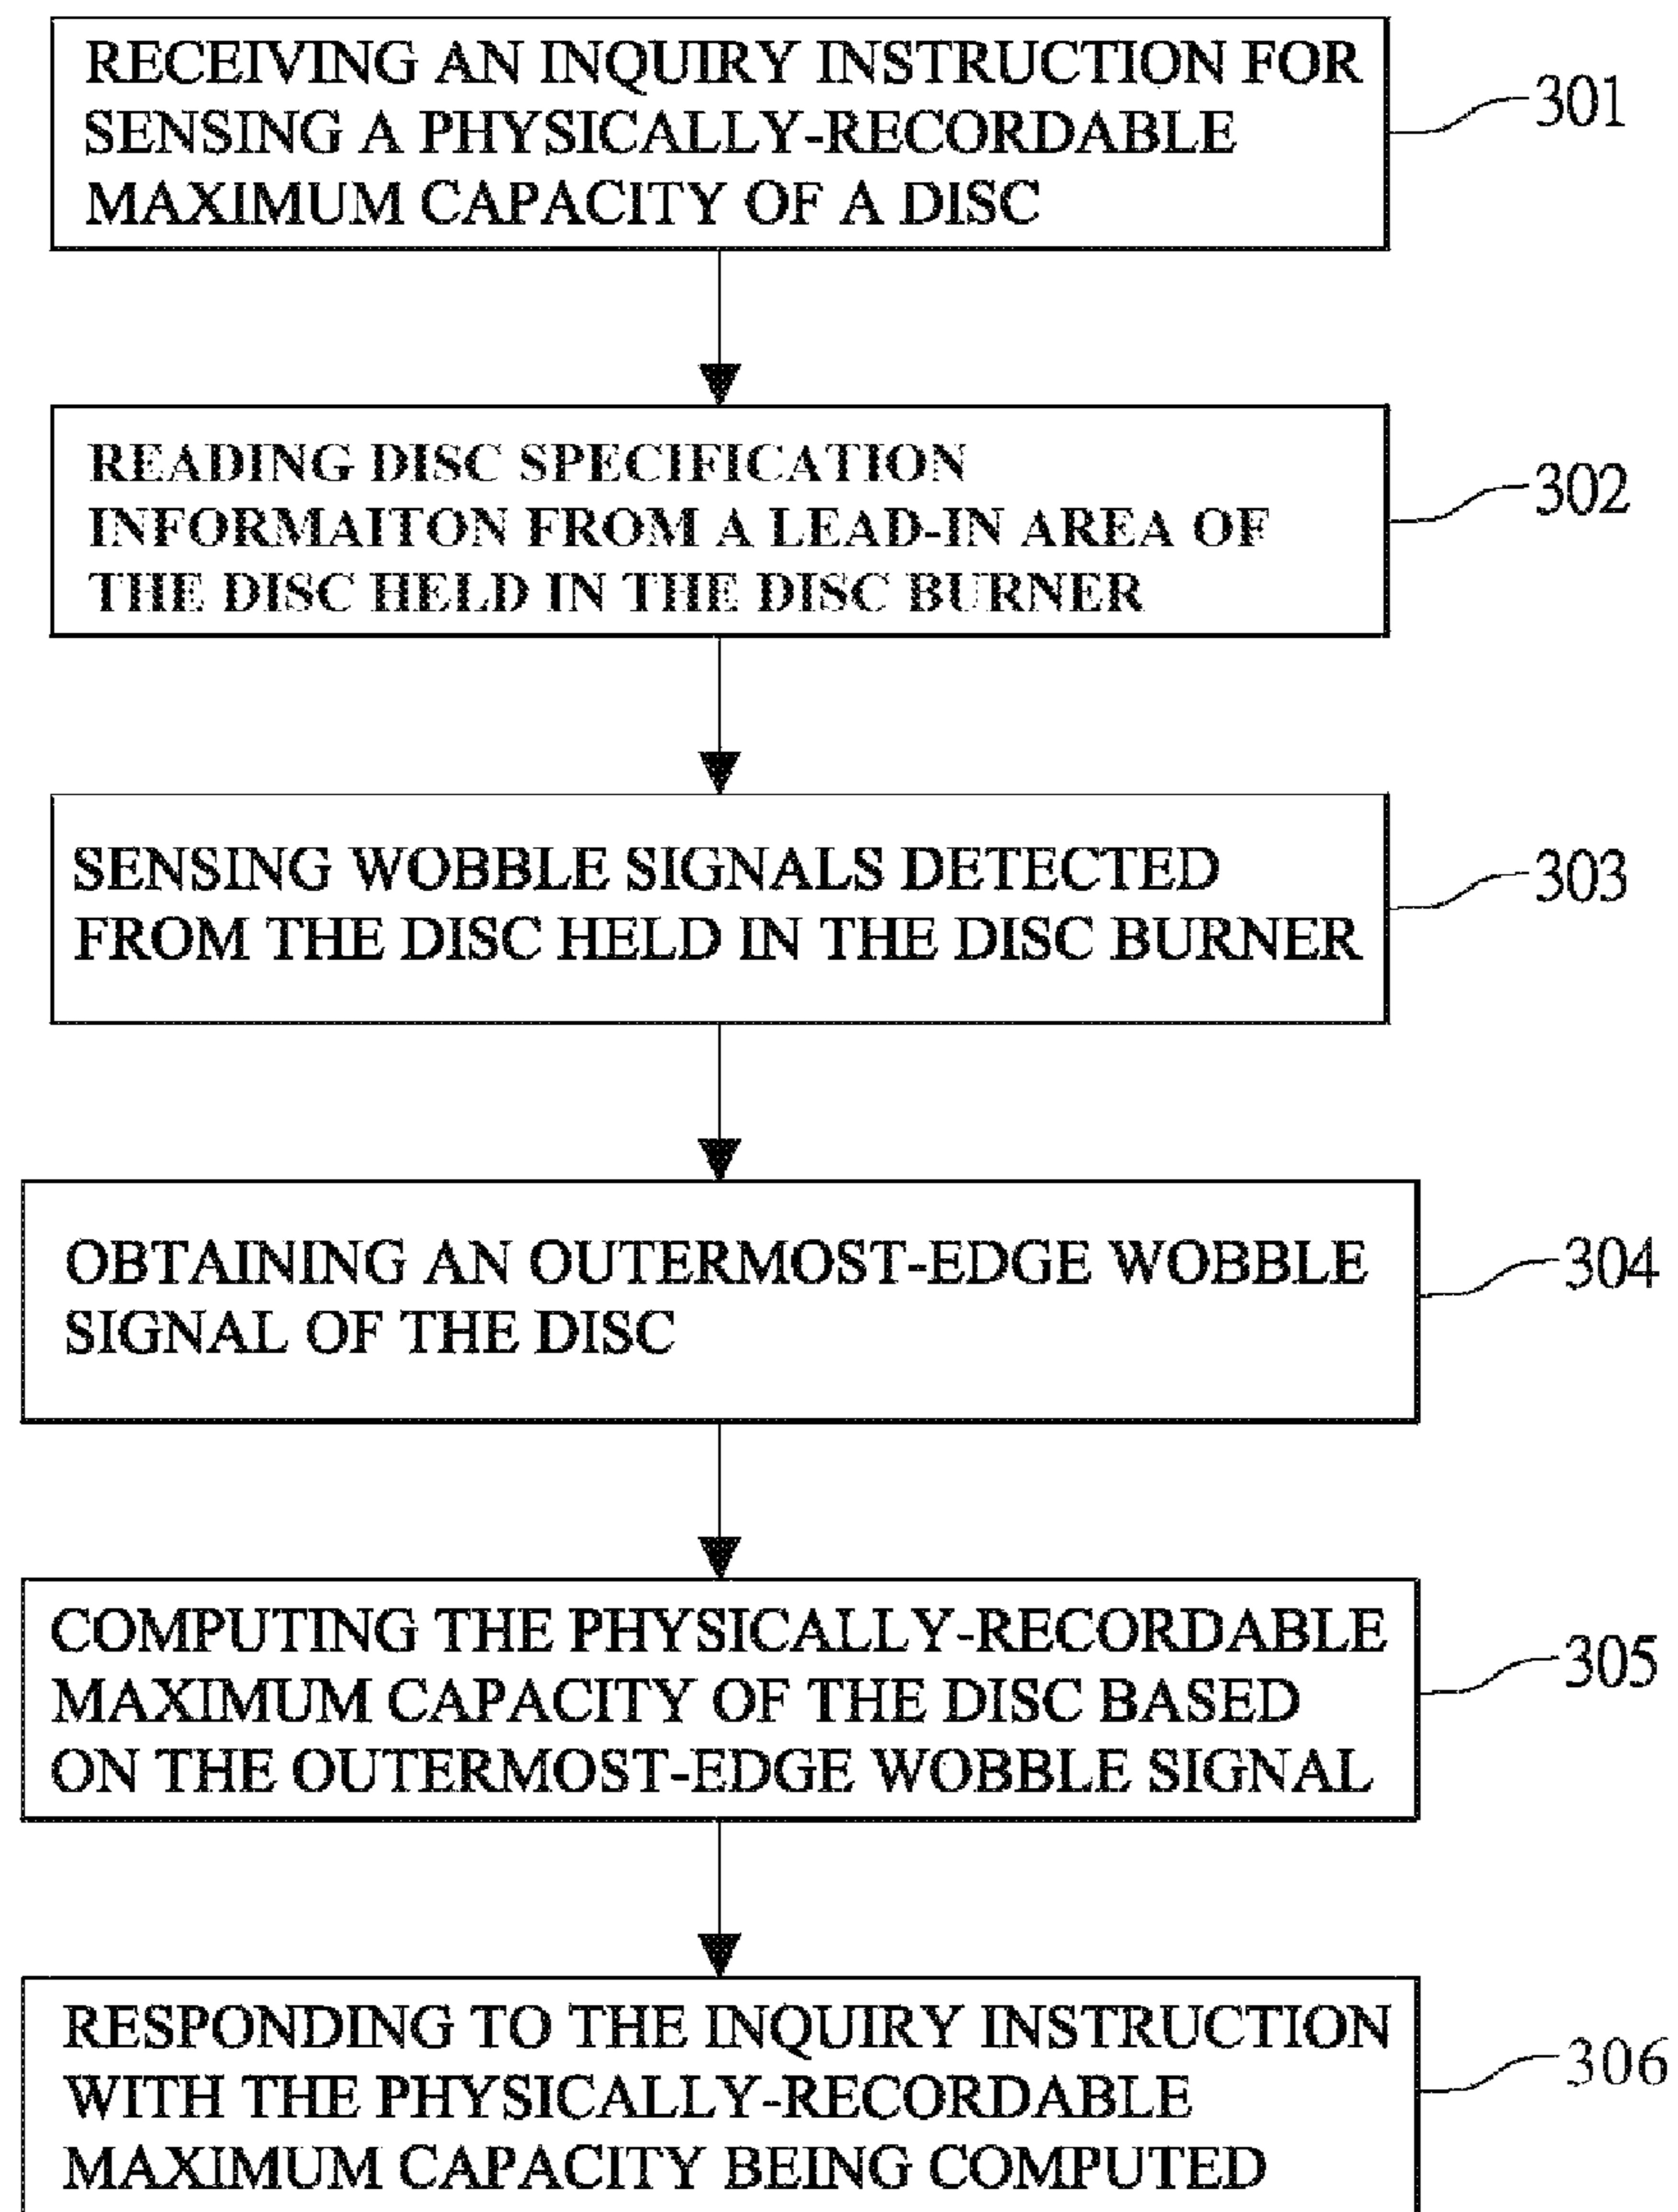 RECEIVING AN INQUIRY INSTRUCTION FOR
SENSING A PHYSICALLY-RECORDABLE
MAXIMUM CAPACITY OF A DISC
301
READING DISC SPECIFICATION
INFORMAITON FROM A LEAD-IN AREA OF
THE DISC HELD IN THE DISC BURNER
302
SENSING WOBBLE SIGNALS DETECTED
FROM THE DISC HELD IN THE DISC BURNER
303
OBTAINING AN OUTERMOST-EDGE WOBBLE
SIGNAL OF THE DISC
304
COMPUTING THE PHYSICALLY-RECORDABLE
MAXIMUM CAPACITY OF THE DISC BASED
ON THE OUTERMOST-EDGE WOBBLE SIGNAL
305
RESPONDING TO THE INQUIRY INSTRUCTION
WITH THE PHYSICALLY-RECORDABLE
MAXIMUM CAPACITY BEING COMPUTED
306